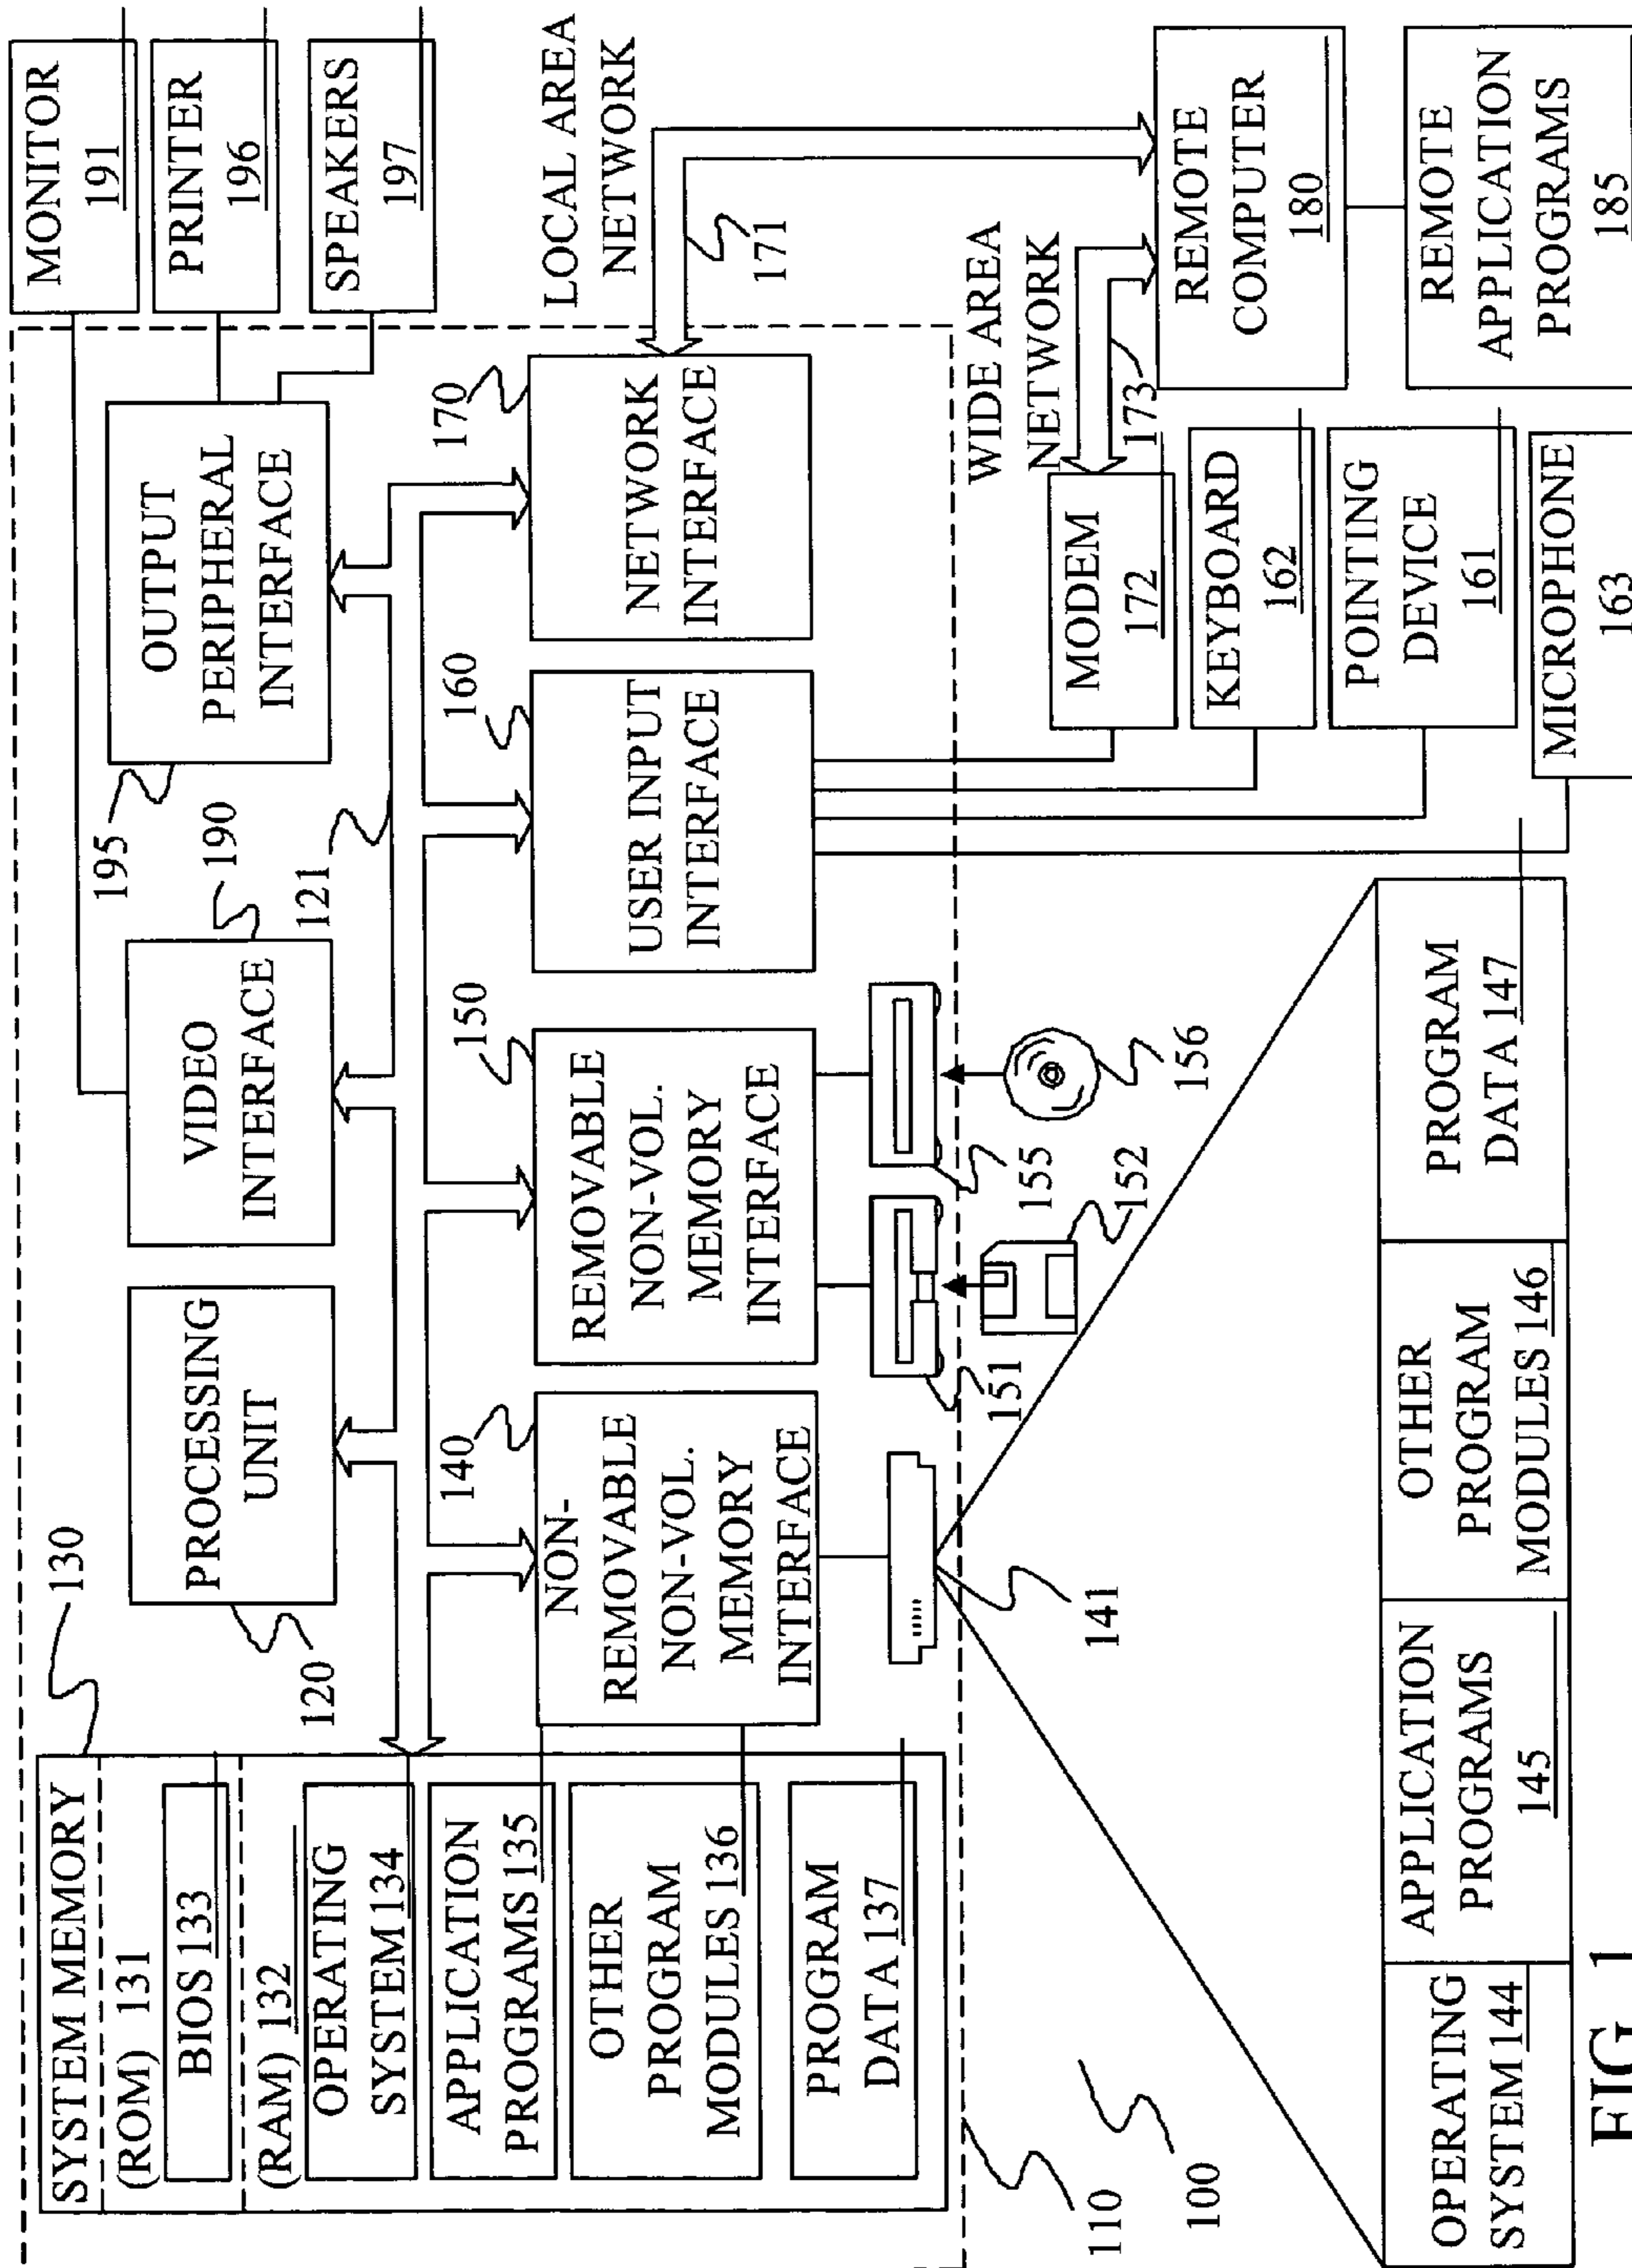 SYSTEM MEMORY
(ROM) 131
BIOS 133
(RAM) 132
OPERATING
SYSTEM 134
APPLICATION
PROGRAMS 135
OTHER
PROGRAM
MODULES 136
PROGRAM
DATA 137
130
120
PROCESSING
UNIT
VIDEO
INTERFACE
190
121
195
OUTPUT
PERIPHERAL
INTERFACE
MONITOR
191
PRINTER
196
SPEAKERS
197
140
NON-
REMOVABLE
NON-VOL.
MEMORY
INTERFACE
150
REMOVABLE
NON-VOL.
MEMORY
INTERFACE
160
USER INPUT
INTERFACE
170
NETWORK
INTERFACE
LOCAL AREA
NETWORK
171
141
151
155
152
156
WIDE AREA
NETWORK
173
MODEM
172
KEYBOARD
162
POINTING
DEVICE
161
MICROPHONE
163
REMOTE
COMPUTER
180
REMOTE
APPLICATION
PROGRAMS
185
110
100
OPERATING
SYSTEM 144
APPLICATION
PROGRAMS
145
OTHER
PROGRAM
MODULES 146
PROGRAM
DATA 147
FIG. 1